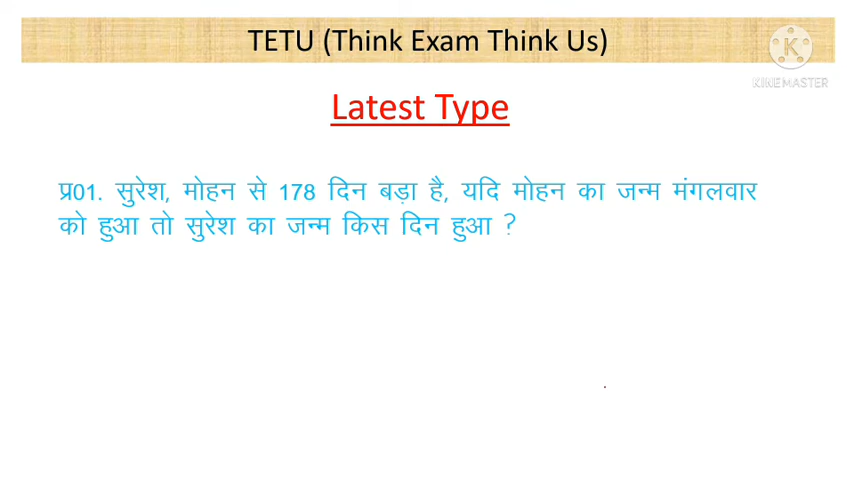 TETU (Think Exam Think Us)
K
KINEMASTER
Latest Type
प्र01. सुरेश, मोहन से 178 दिन बड़ा है, यदि मोहन का जन्म मंगलवार
को हुआ तो सुरेश का जन्म किस दिन हुआ ?